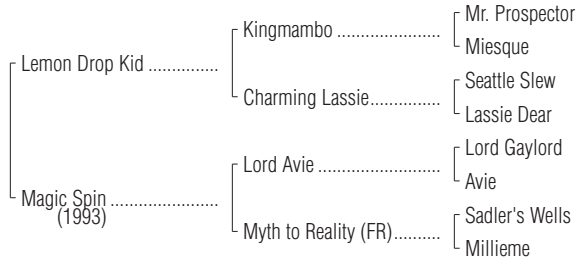 Mr. Prospector
Kingmambo ........................
Miesque
Lemon Drop Kid ................
Seattle Slew
Charming Lassie................
Lassie Dear
Lord Gaylord
Lord Avie ............................
Avie
Magic Spin .........................
(1993)
Sadler's Wells
Myth to Reality (FR)...........
Millieme